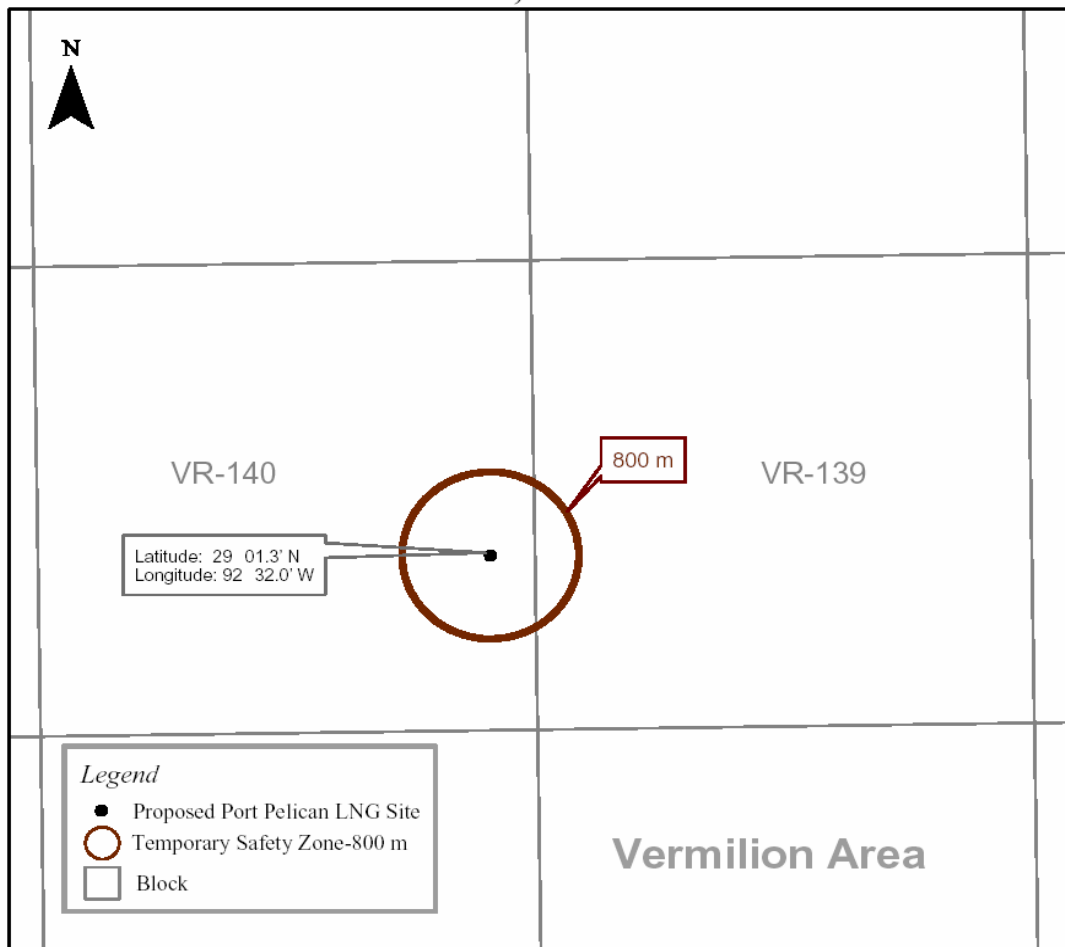 N
800 m
VR-140
VR-139
Latitude: 29 01.3' N
Longitude: 92 32.0' W
Legend
Proposed Port Pelican LNG Site
Temporary Safety Zone-800 m
Block
Vermilion Area